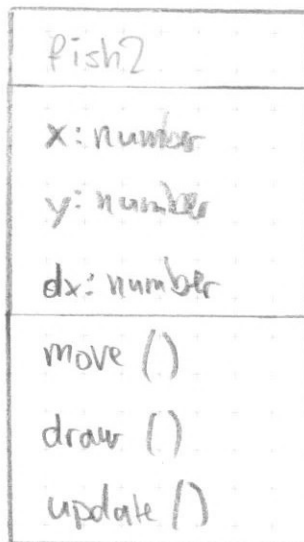 fish2
x: number
y: number
dx: number
move ()
draw ()
update ()